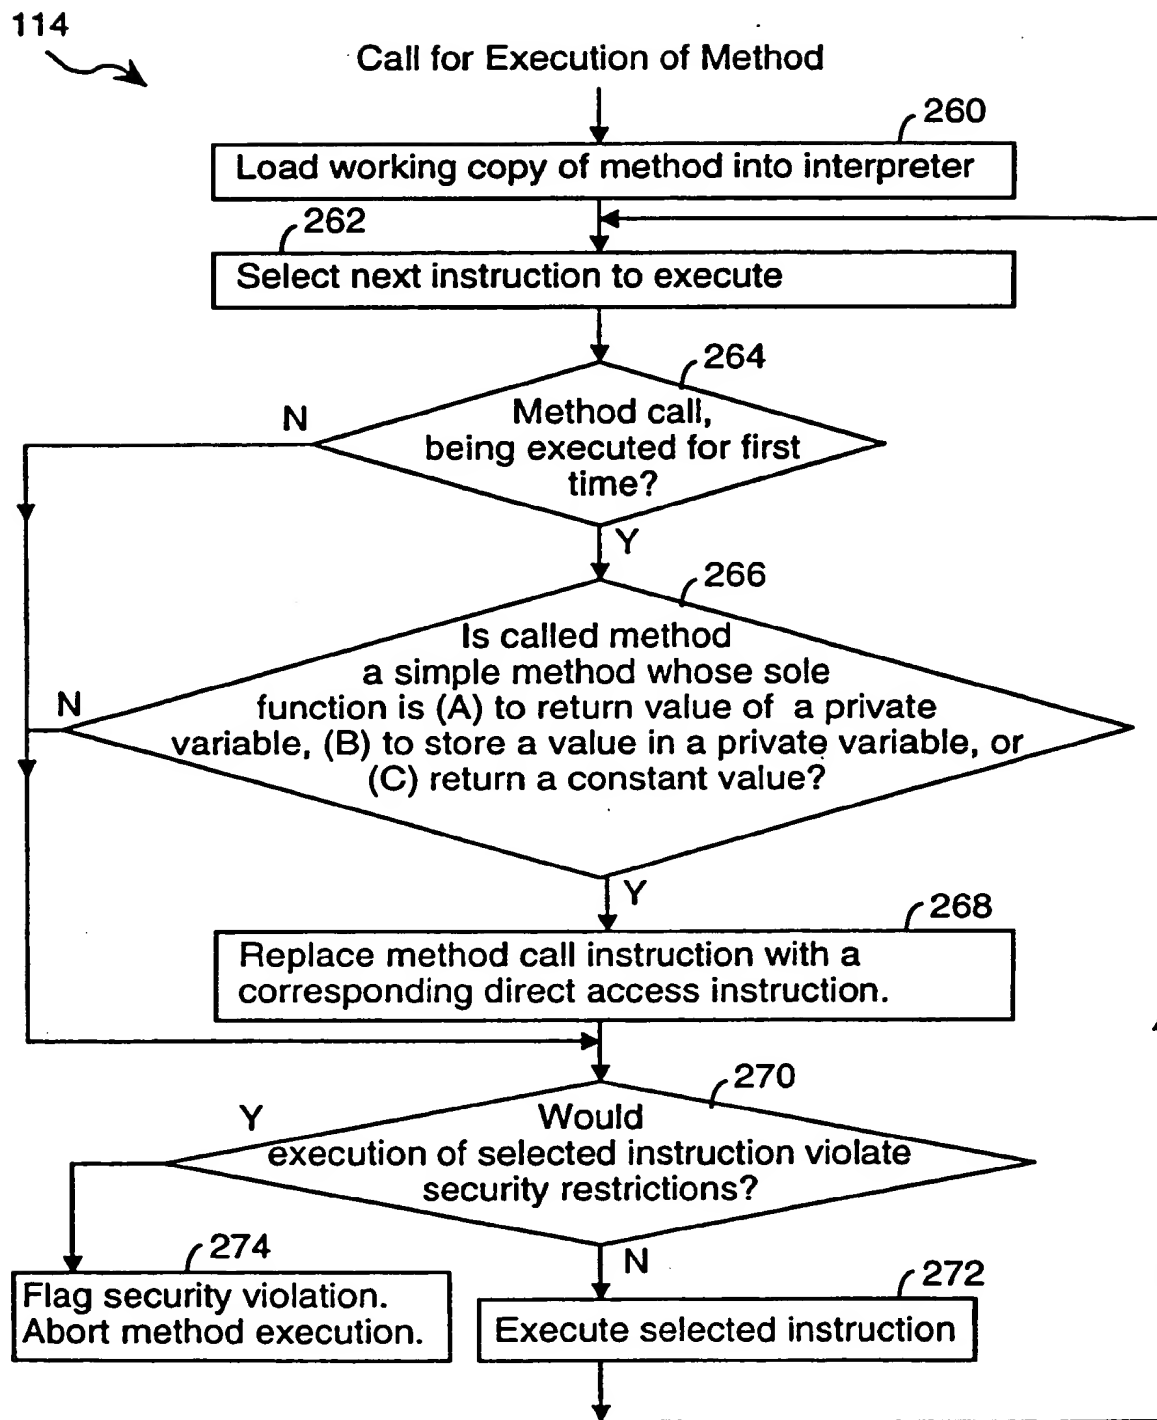 114
Call for Execution of Method
260
Load working copy of method into interpreter
262
Select next instruction to execute
264
N
Method call,
being executed for first
time?
Y
266
Is called method
a simple method whose sole
N
function is (A) to return value of a private
variable, (B) to store a value in a private variable, or
(C) return a constant value?
Y
268
Replace method call instruction with a
corresponding direct access instruction.
270
Y
Would
execution of selected instruction violate
security restrictions?
N
274
272
Flag security violation.
Abort method execution.
Execute selected instruction